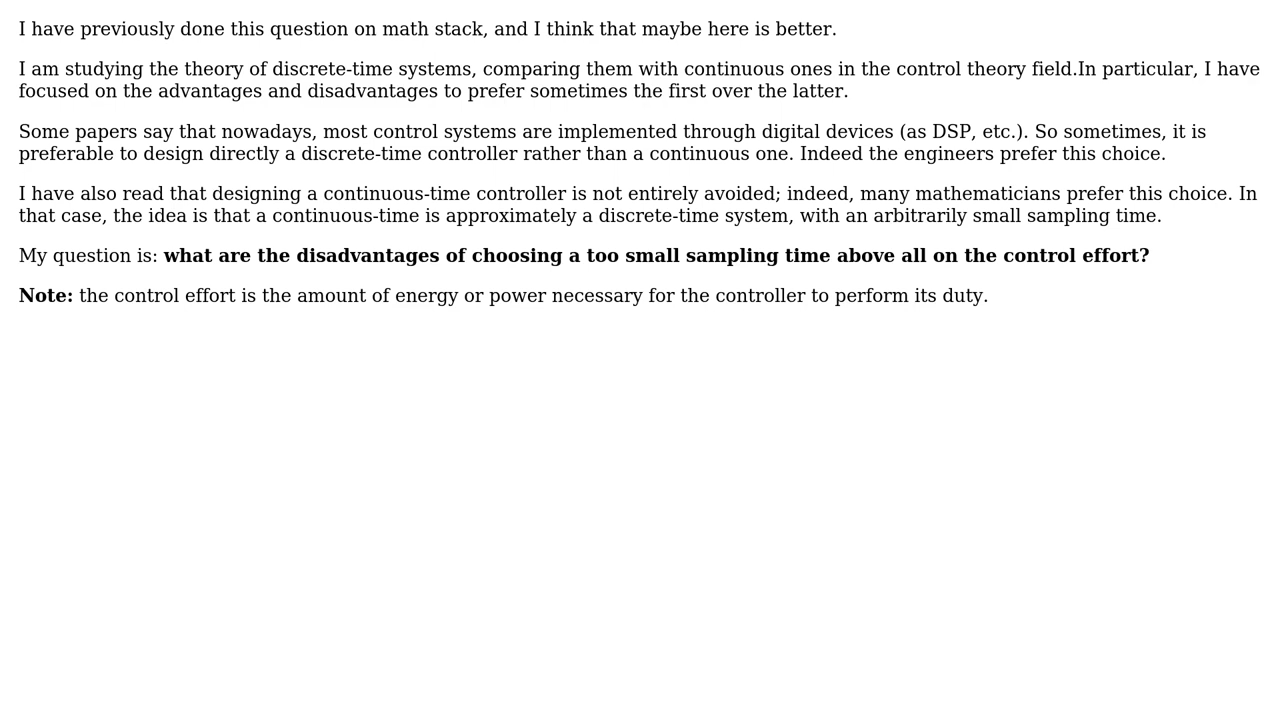 I have previously done this question on math stack, and I think that maybe here is better.
I am studying the theory of discrete-time systems, comparing them with continuous ones in the control theory field.In particular, I have
focused on the advantages and disadvantages to prefer sometimes the first over the latter.
Some papers say that nowadays, most control systems are implemented through digital devices (as DSP, etc.). So sometimes, it is
preferable to design directly a discrete-time controller rather than a continuous one. Indeed the engineers prefer this choice.
I have also read that designing a continuous-time controller is not entirely avoided; indeed, many mathematicians prefer this choice. In
that case, the idea is that a continuous-time is approximately a discrete-time system, with an arbitrarily small sampling time.
My question is: what are the disadvantages of choosing a too small sampling time above all on the control effort?
Note: the control effort is the amount of energy or power necessary for the controller to perform its duty.